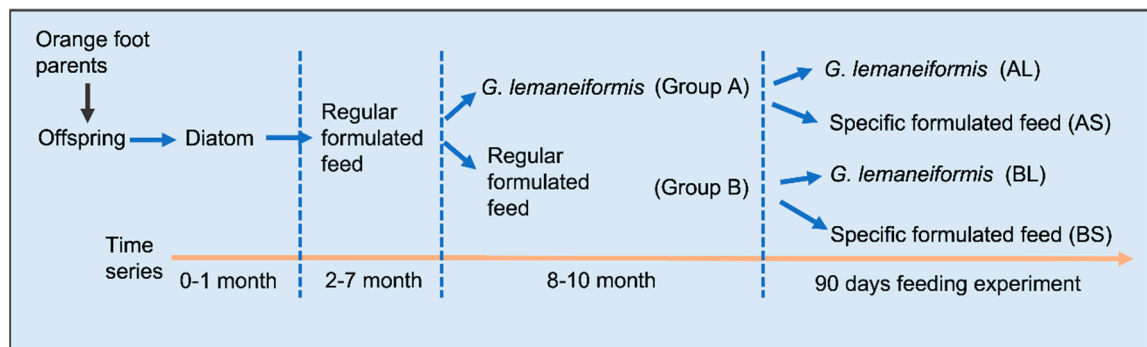 Orange foot
parents
Offspring
Diatom
Regular
formulated
feed
G. lemaneiformis (Group A)
Regular
formulated
feed
(Group B)
G. lemaneiformis (AL)
Specific formulated feed (AS)
G. lemaneiformis (BL)
Specific formulated feed (BS)
Time
series
0-1 month
2-7 month
8-10 month
90 days feeding experiment